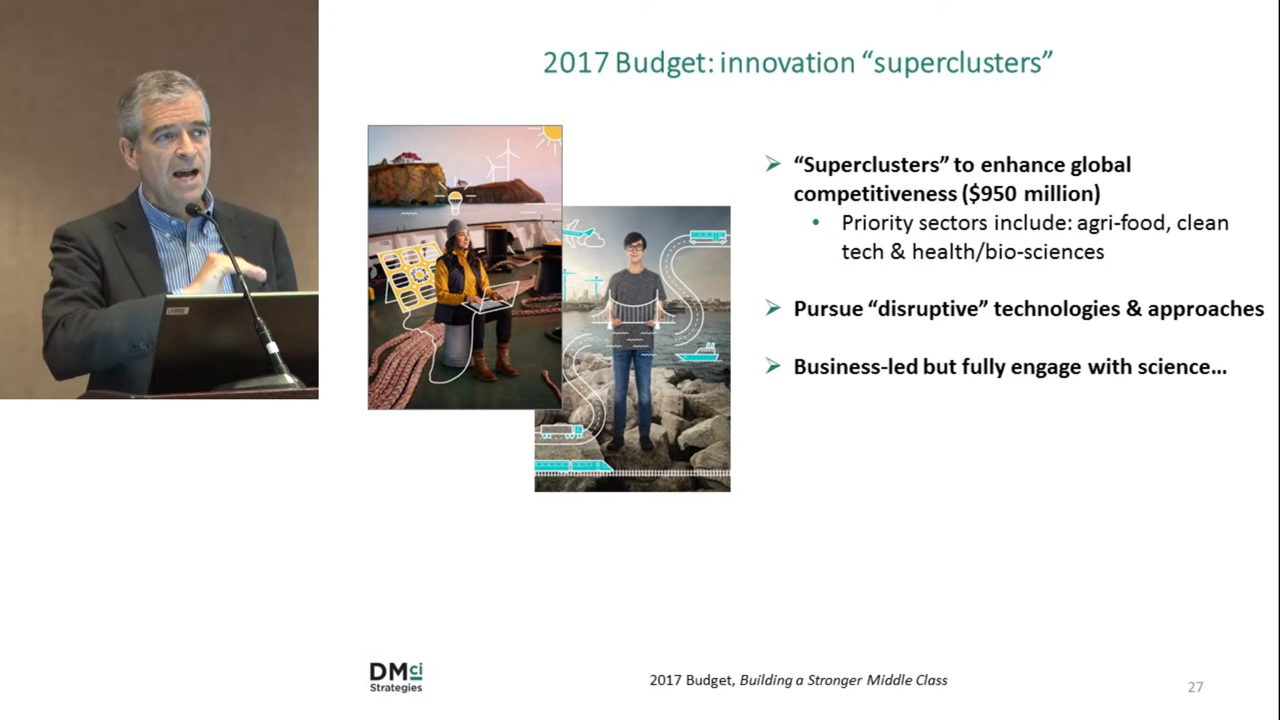 2017 Budget: innovation “superclusters”
➢ “Superclusters” to enhance global
competitiveness ($950 million)
• Priority sectors include: agri-food, clean
tech & health/bio-sciences
➢ Pursue “disruptive” technologies & approaches
➢ Business-led but fully engage with science…
DMci
Strategies
2017 Budget, Building a Stronger Middle Class
27